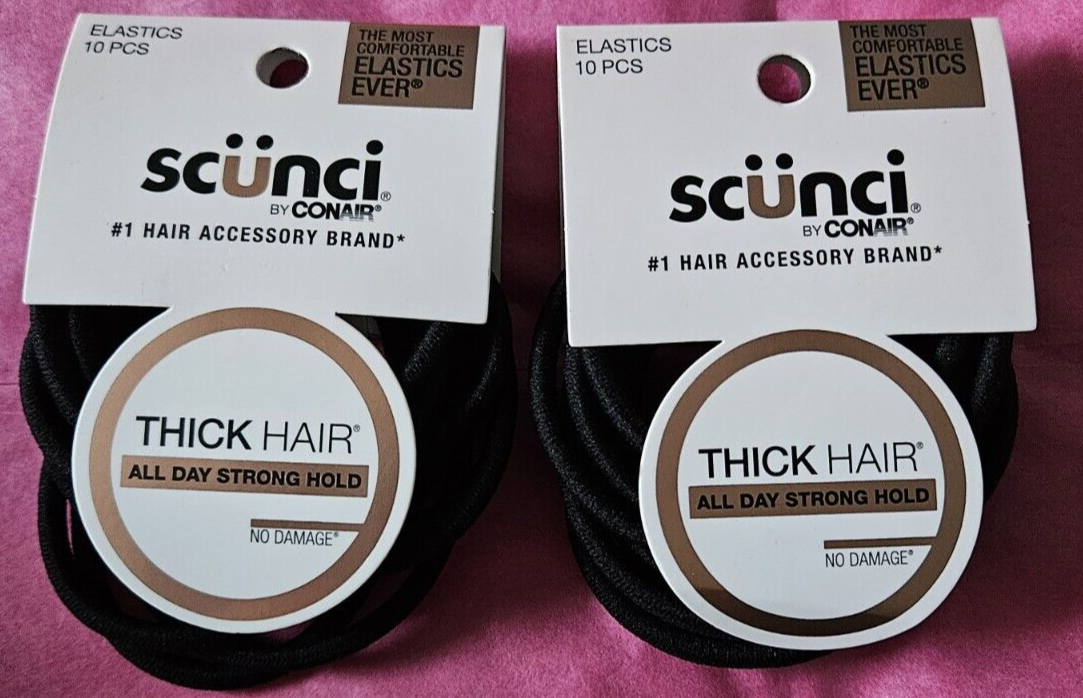 ELASTICS
10 PCS
THE MOST
COMFORTABLE
ELASTICS
EVER®
scünci®
BY CONAIR®
#1 HAIR ACCESSORY BRAND*
THICK HAIR®
ALL DAY STRONG HOLD
NO DAMAGE®
ELASTICS
10 PCS
THE MOST
COMFORTABLE
ELASTICS
EVER®
scünci®
BY CONAIR®
#1 HAIR ACCESSORY BRAND*
THICK HAIR®
ALL DAY STRONG HOLD
NO DAMAGE®